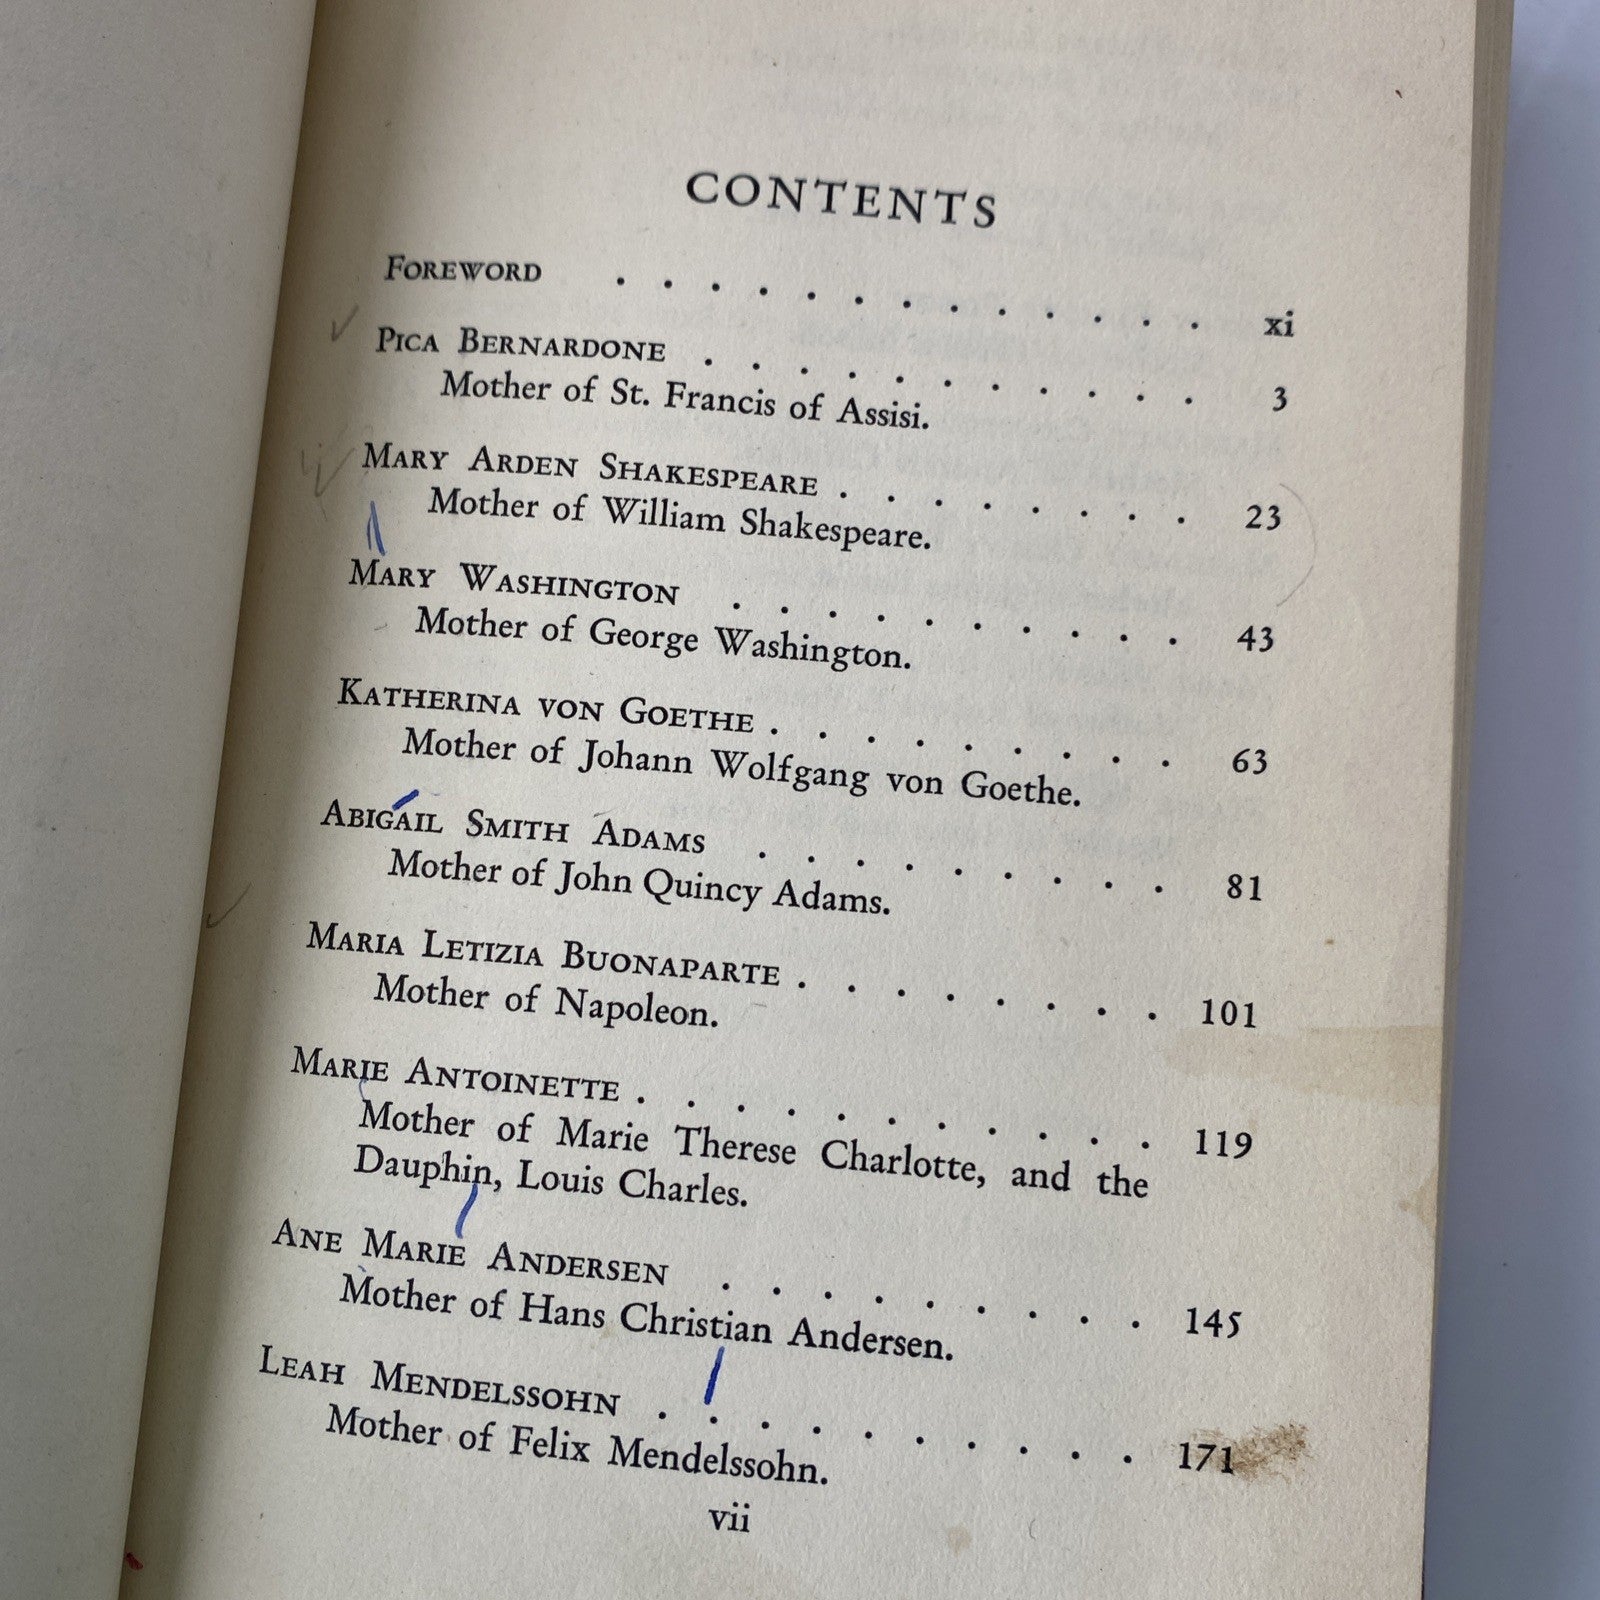 CONTENTS
FOREWORD . . . . . . . . . . . . . xi
PICA BERNARDONE . . . . . . . . . . . 3
Mother of St. Francis of Assisi.
MARY ARDEN SHAKESPEARE . . . . . . . . 23
Mother of William Shakespeare.
MARY WASHINGTON . . . . . . . . . . 43
Mother of George Washington.
KATHERINA VON GOETHE . . . . . . . . . 63
Mother of Johann Wolfgang von Goethe.
ABIGAIL SMITH ADAMS . . . . . . . . . 81
Mother of John Quincy Adams.
MARIA LETIZIA BUONAPARTE . . . . . . . . 101
Mother of Napoleon.
MARIE ANTOINETTE . . . . . . . . . . . 119
Mother of Marie Therese Charlotte, and the
Dauphin, Louis Charles.
ANE MARIE ANDERSEN . . . . . . . . . 145
Mother of Hans Christian Andersen.
LEAH MENDELSSOHN . . . . . . . . . . 171
Mother of Felix Mendelssohn.
vii